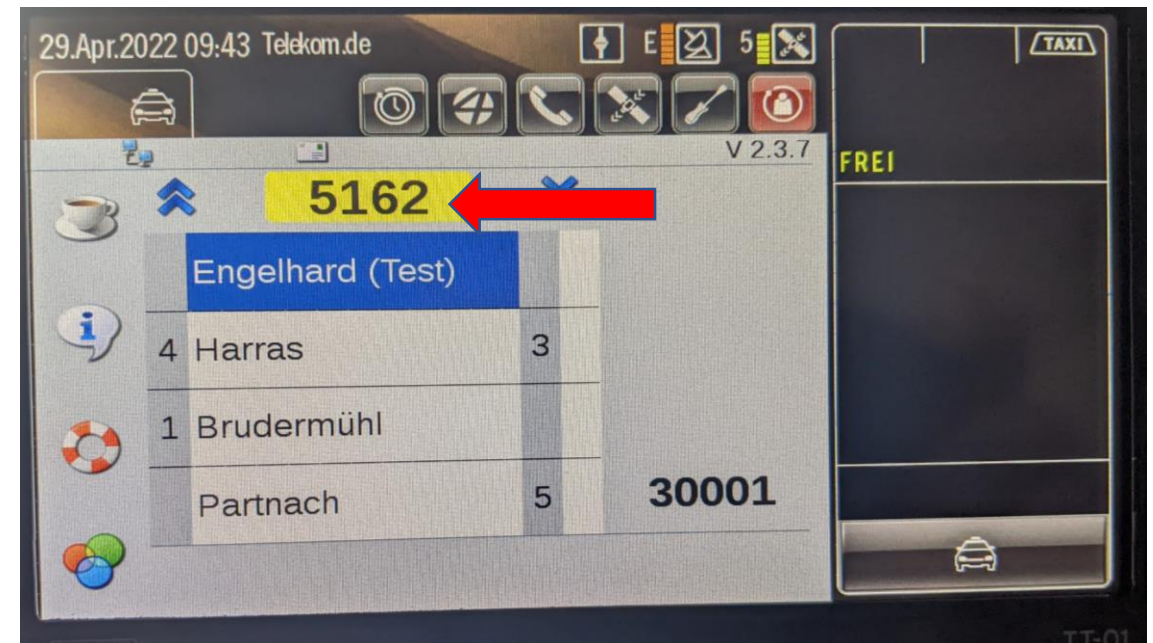 29.Apr.2022 09:43 Telekom.de E 5
TAXI
V 2.3.7
FREI
5162
Engelhard (Test)
4 Harras 3
1 Brudermühl
Partnach 5
30001